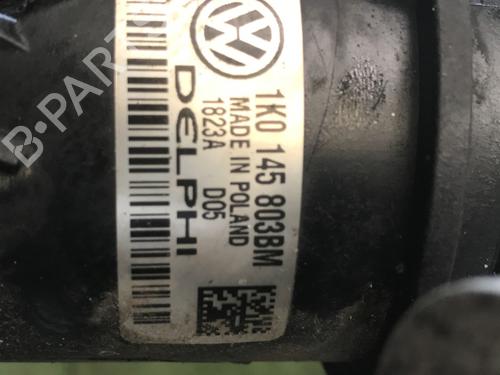 1K0 145 803BM
MADE IN POLAND
1823A D05
DELPHI
B-PARTS